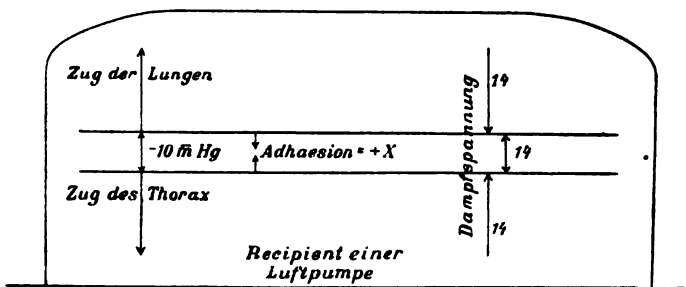 Zug der Lungen
14
Dampfspannung
-10 m̅ Hg
Adhaesion = +X
14
Zug des Thorax
14
Recipient einer
Luftpumpe